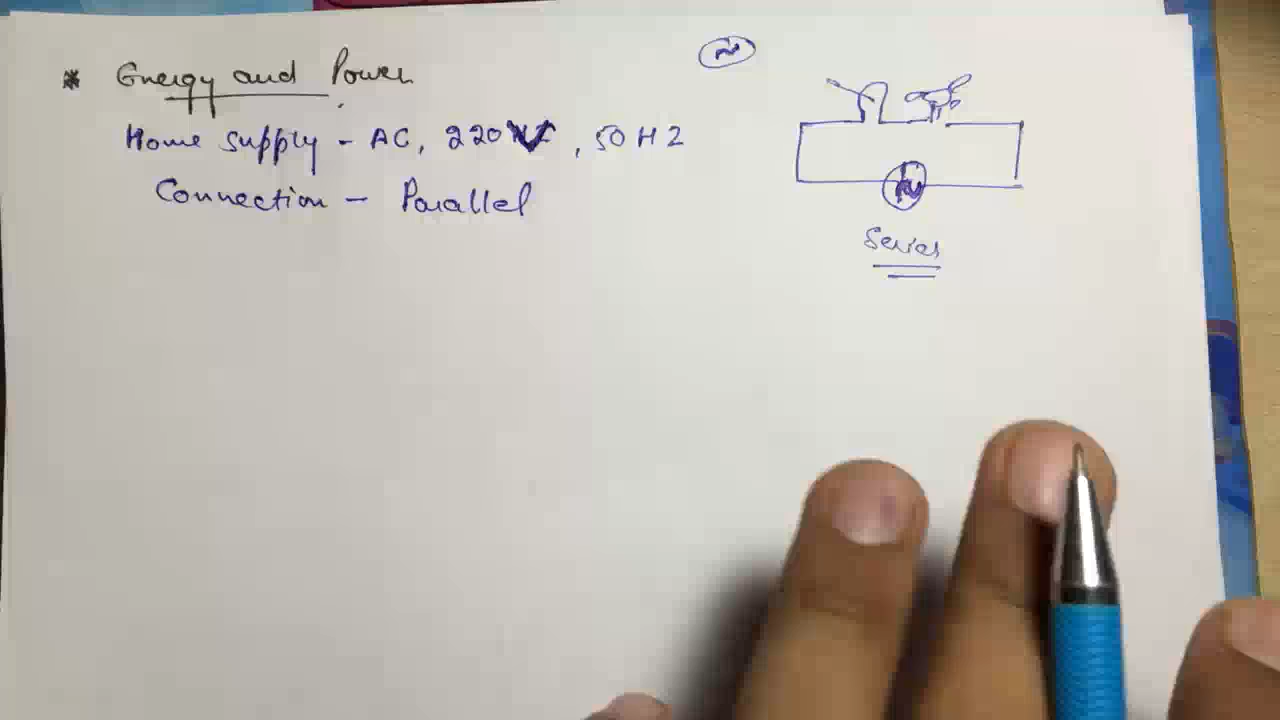 * Energy and Power
Home supply - AC, 220V, 50 HZ
Connection - Parallel
~
Series